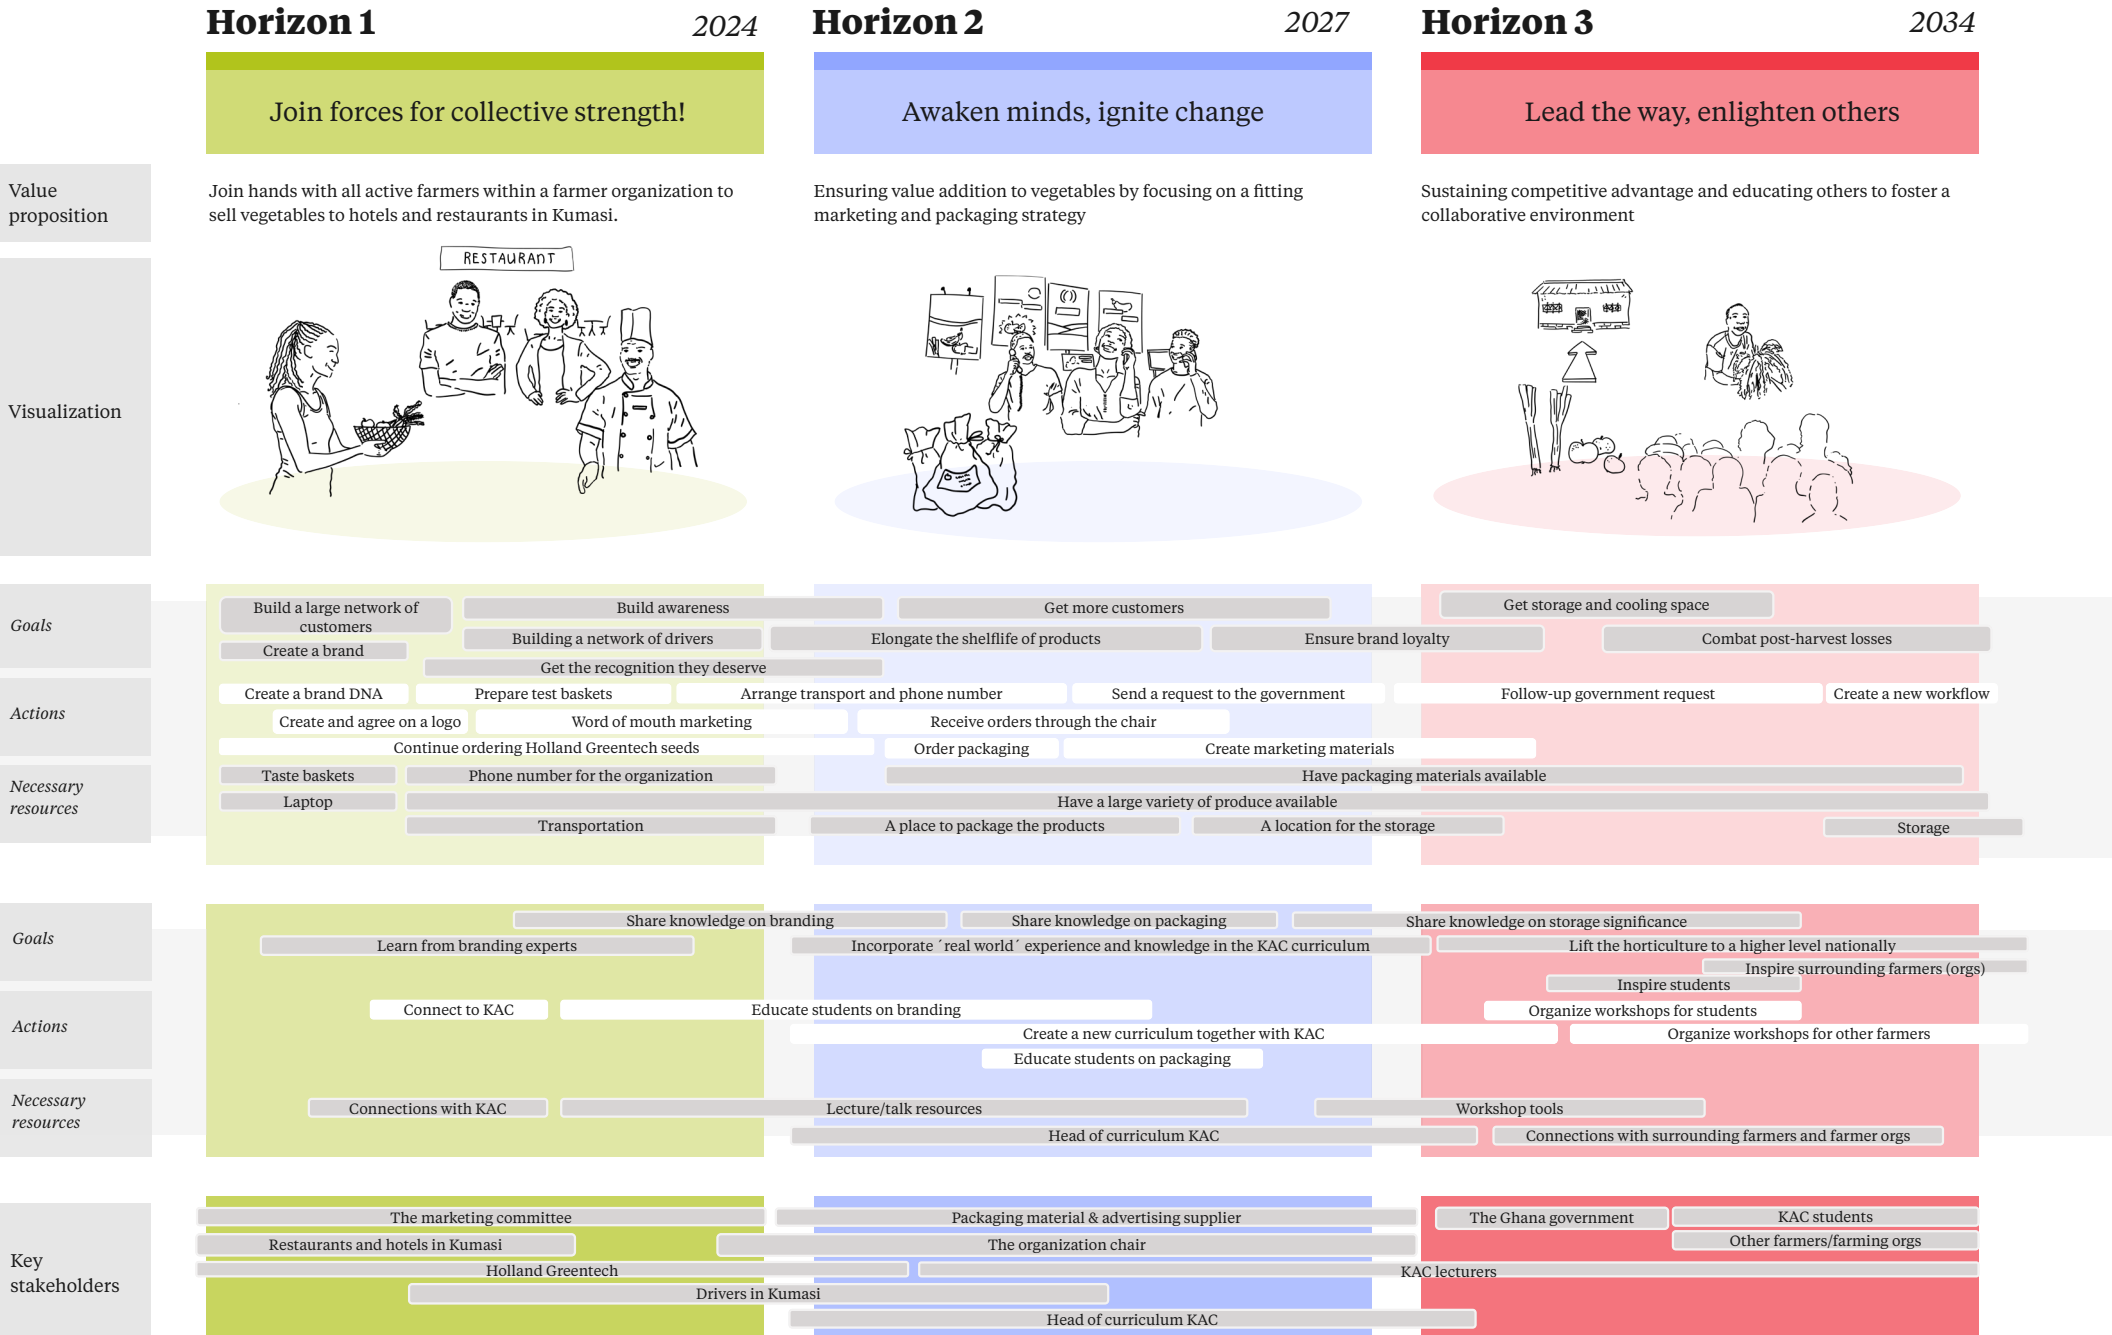 Horizon 1
2024
Horizon 2
2027
Horizon 3
2034
Join forces for collective strength!
Awaken minds, ignite change
Lead the way, enlighten others
Value
proposition
Join hands with all active farmers within a farmer organization to
sell vegetables to hotels and restaurants in Kumasi.
Ensuring value addition to vegetables by focusing on a fitting
marketing and packaging strategy
Sustaining competitive advantage and educating others to foster a
collaborative environment
Visualization
RESTAURANT
Goals
Build a large network of
customers
Build awareness
Get more customers
Get storage and cooling space
Building a network of drivers
Elongate the shelflife of products
Ensure brand loyalty
Combat post-harvest losses
Create a brand
Get the recognition they deserve
Actions
Create a brand DNA
Prepare test baskets
Arrange transport and phone number
Send a request to the government
Follow-up government request
Create a new workflow
Create and agree on a logo
Word of mouth marketing
Receive orders through the chair
Continue ordering Holland Greentech seeds
Order packaging
Create marketing materials
Necessary
resources
Taste baskets
Phone number for the organization
Have packaging materials available
Laptop
Have a large variety of produce available
Transportation
A place to package the products
A location for the storage
Storage
Goals
Share knowledge on branding
Share knowledge on packaging
Share knowledge on storage significance
Learn from branding experts
Incorporate ´real world´ experience and knowledge in the KAC curriculum
Lift the horticulture to a higher level nationally
Inspire surrounding farmers (orgs)
Inspire students
Actions
Connect to KAC
Educate students on branding
Organize workshops for students
Create a new curriculum together with KAC
Organize workshops for other farmers
Educate students on packaging
Necessary
resources
Connections with KAC
Lecture/talk resources
Workshop tools
Head of curriculum KAC
Connections with surrounding farmers and farmer orgs
Key
stakeholders
The marketing committee
Packaging material & advertising supplier
The Ghana government
KAC students
Restaurants and hotels in Kumasi
The organization chair
Other farmers/farming orgs
Holland Greentech
KAC lecturers
Drivers in Kumasi
Head of curriculum KAC